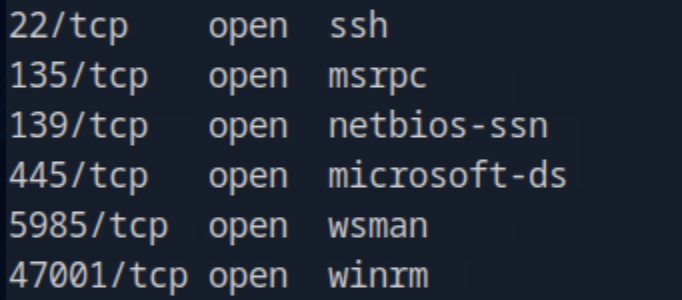 22/tcp open ssh
135/tcp open msrpc
139/tcp open netbios-ssn
445/tcp open microsoft-ds
5985/tcp open wsman
47001/tcp open winrm